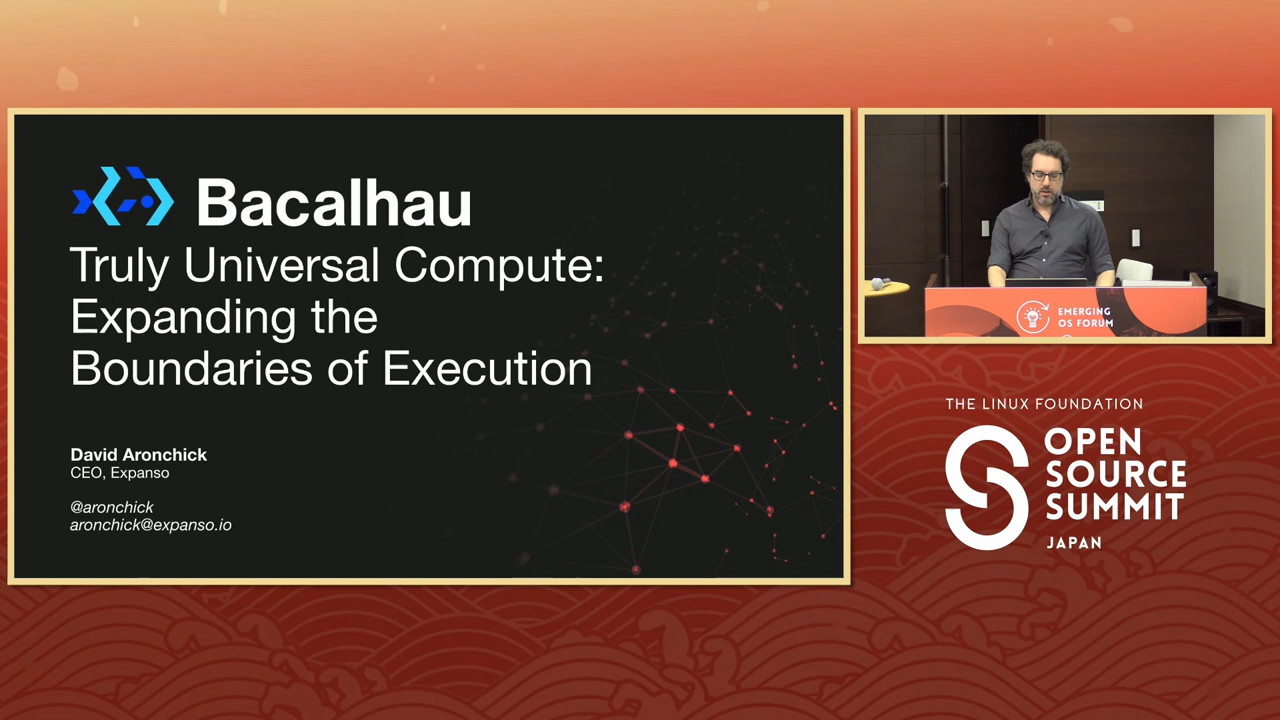 Bacalhau
Truly Universal Compute:
Expanding the
Boundaries of Execution
David Aronchick
CEO, Expanso
@aronchick
aronchick@expanso.io
EMERGING
OS FORUM
THE LINUX FOUNDATION
OPEN
SOURCE
SUMMIT
JAPAN